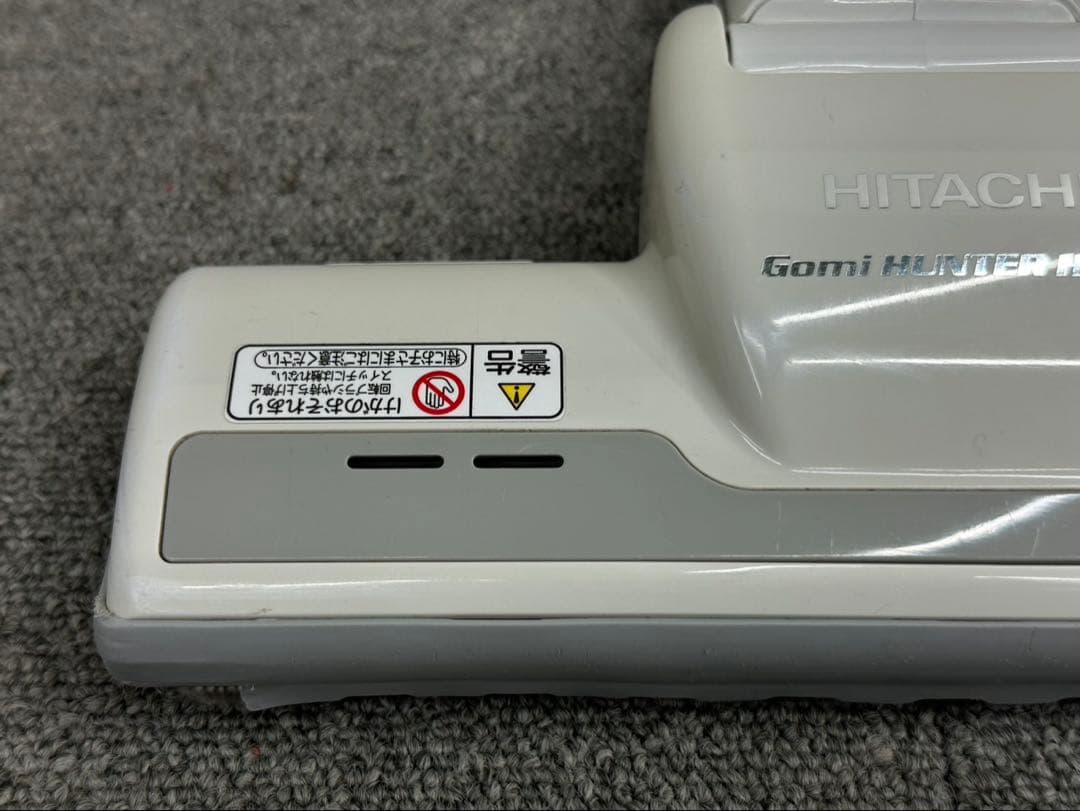 HITACHI
Gomi HUNTER H
警告
けがのおそれあり
回転ブラシや持ち上げ停止
スイッチには触れない。
特にお子さまにはご注意ください。